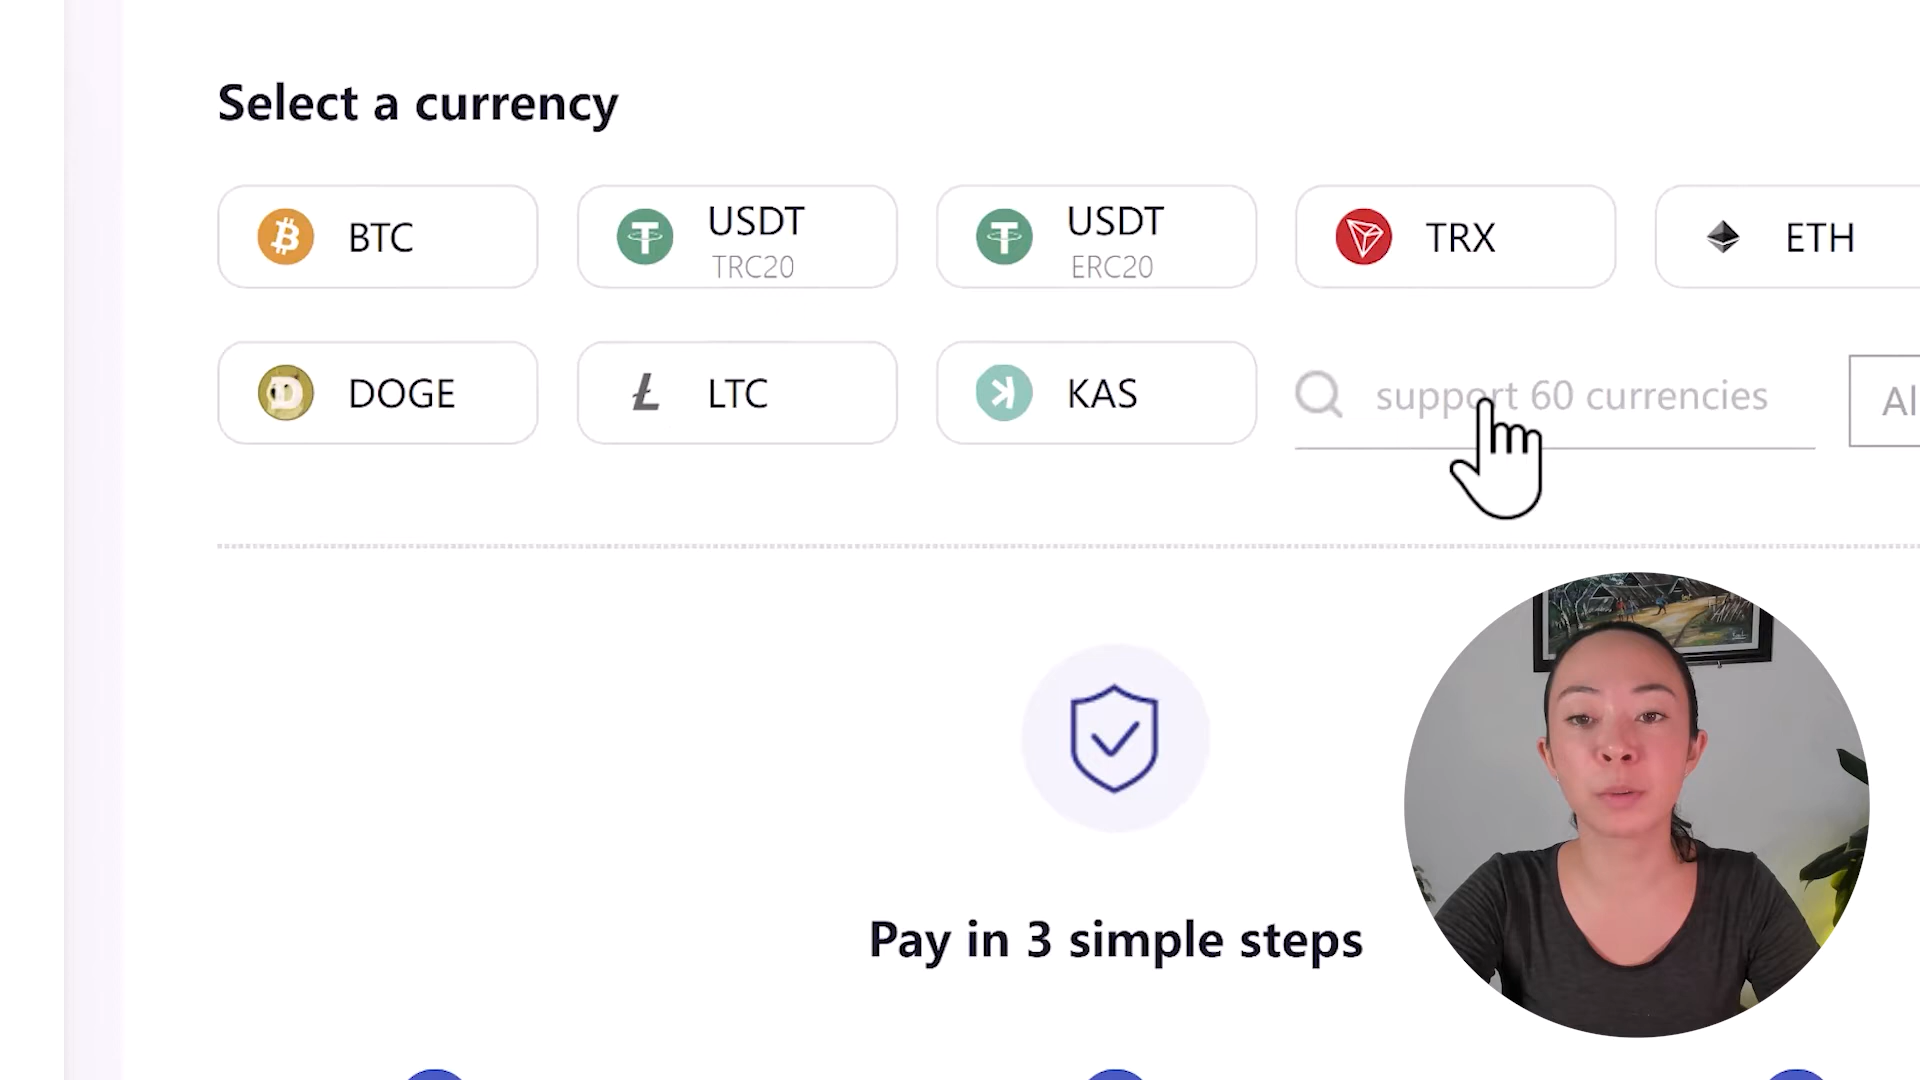 Select a currency
BTC
USDT
TRC20
USDT
ERC20
TRX
ETH
DOGE
LTC
KAS
support 60 currencies
Al
Pay in 3 simple steps